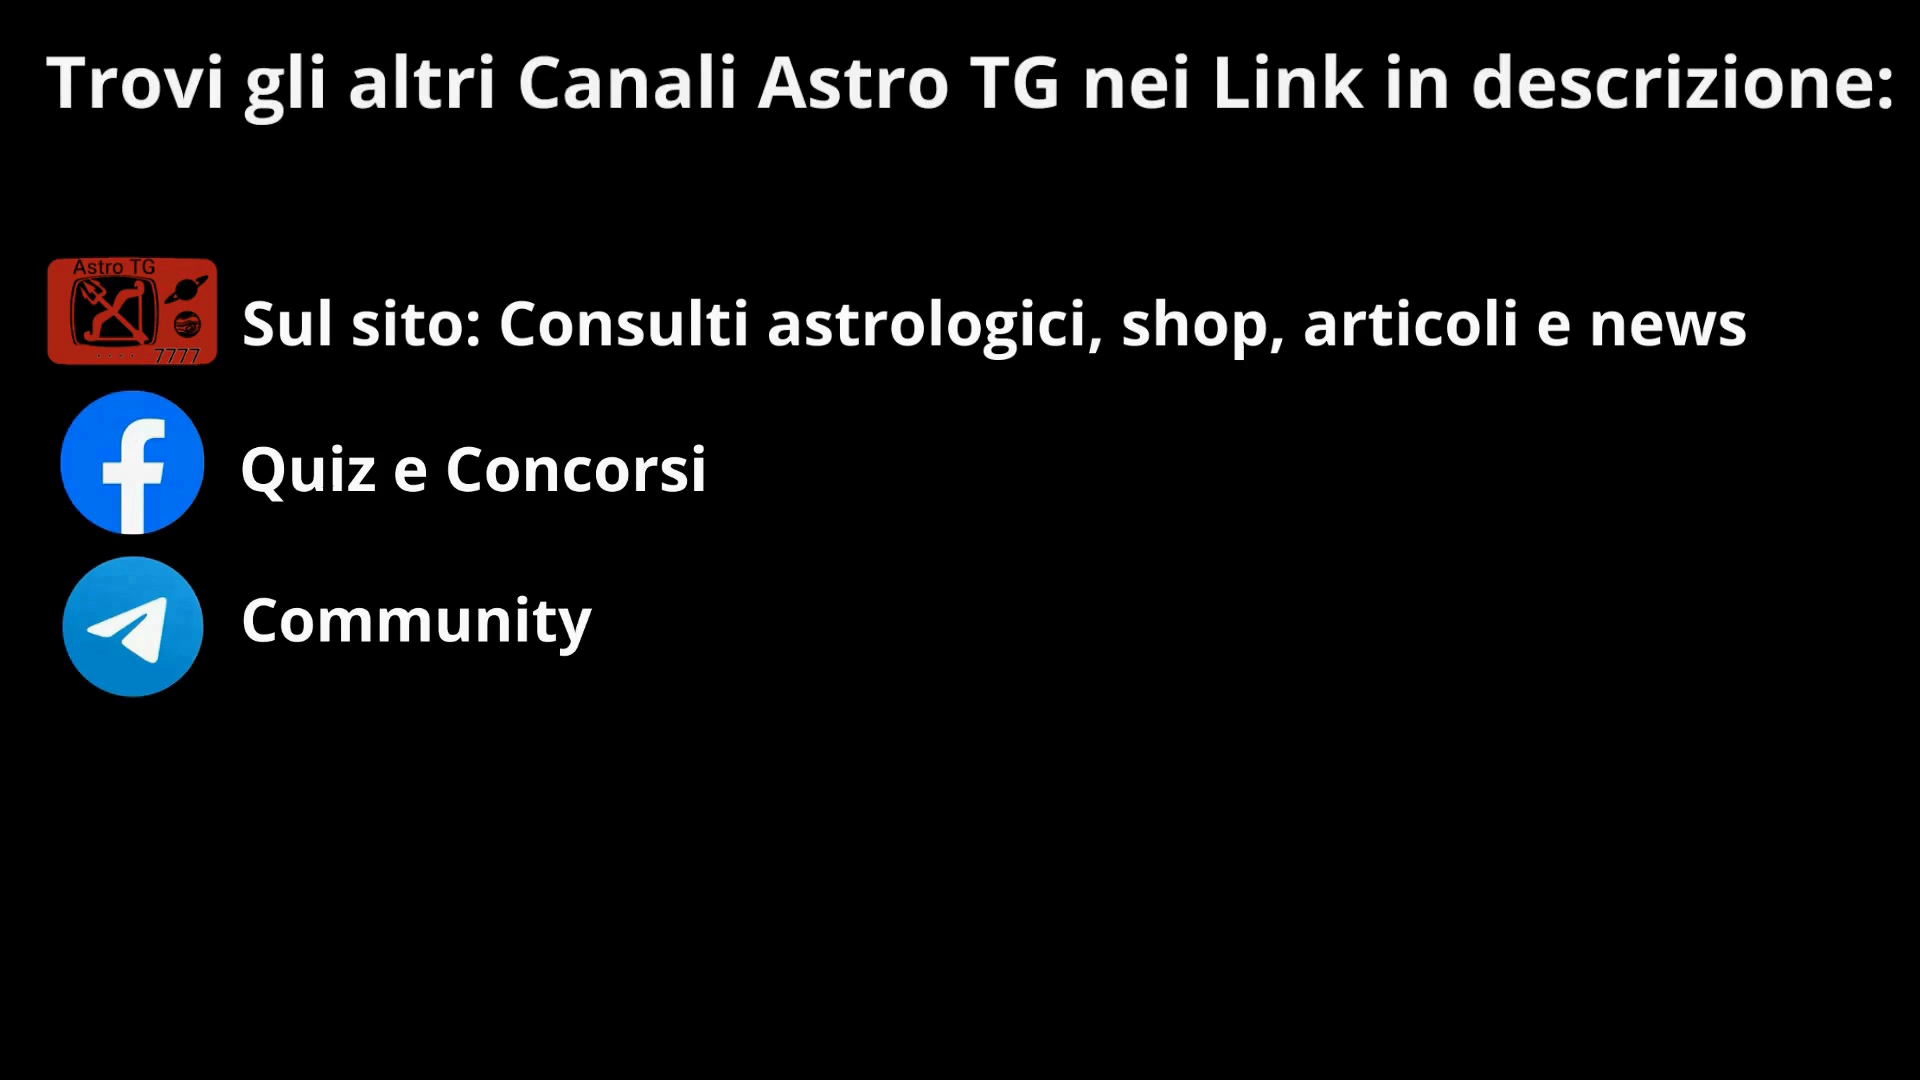 Trovi gli altri Canali Astro TG nei Link in descrizione:
Astro TG
7777
Sul sito: Consulti astrologici, shop, articoli e news
Quiz e Concorsi
Community